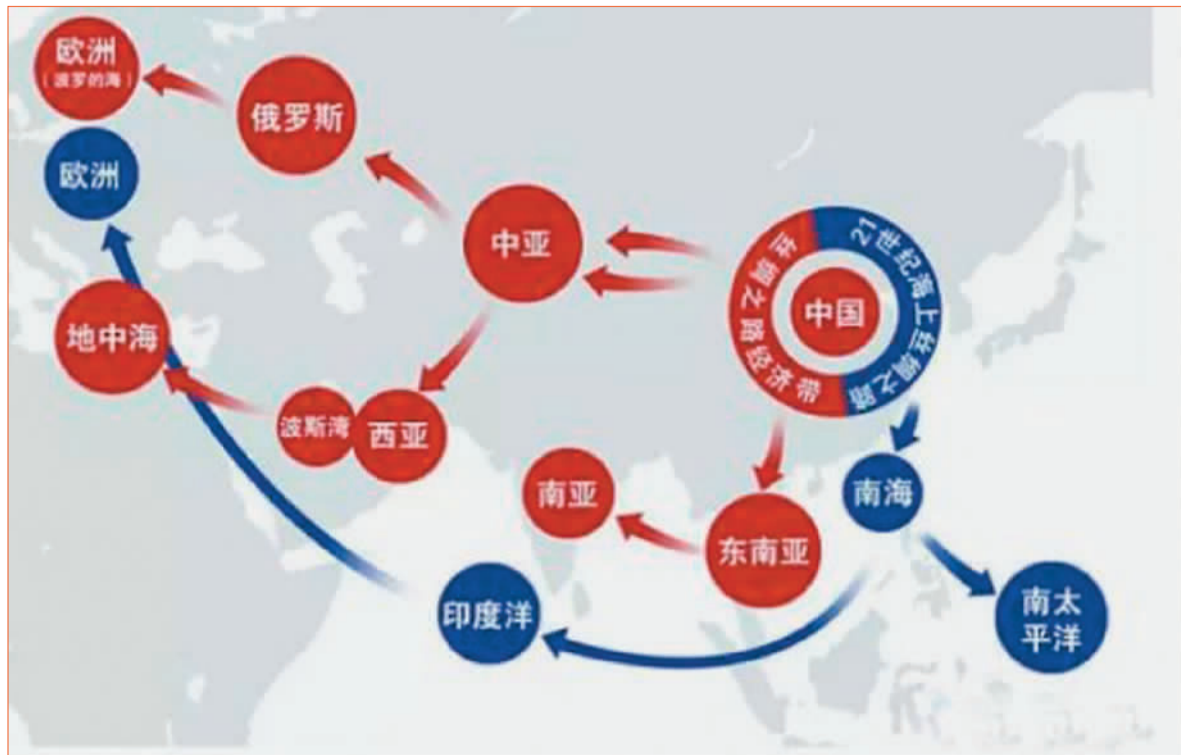 欧洲
(波罗的海)
俄罗斯
欧洲
中亚
丝绸之路经济带
21世纪海上丝绸之路
中国
地中海
波斯湾
西亚
南亚
南海
东南亚
印度洋
南太
平洋